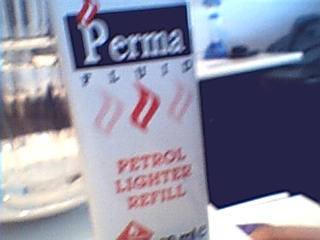 Perma
FLUID
PETROL
LIGHTER
REFILL